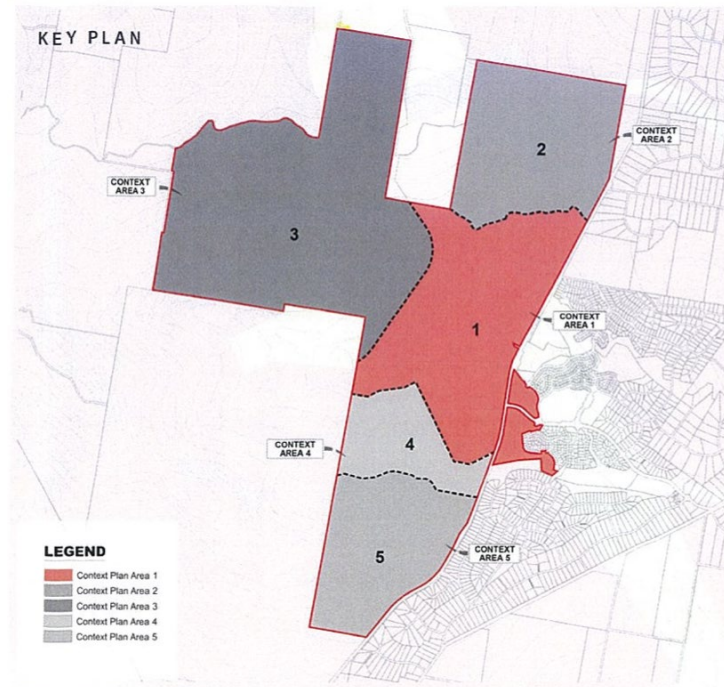 KEY PLAN
2
CONTEXT
AREA 2
CONTEXT
AREA 3
3
1
CONTEXT
AREA 1
4
CONTEXT
AREA 4
5
CONTEXT
AREA 5
LEGEND
Context Plan Area 1
Context Plan Area 2
Context Plan Area 3
Context Plan Area 4
Context Plan Area 5